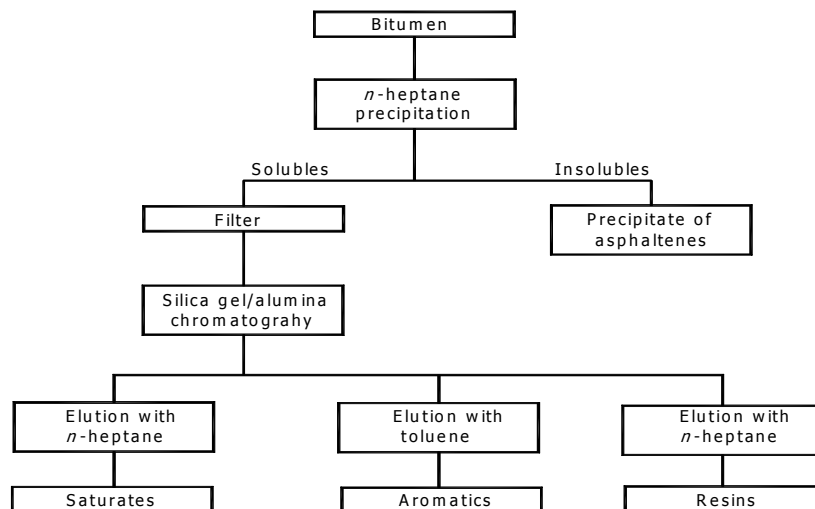 Bitumen
n-heptane
precipitation
Solubles
Insolubles
Filter
Precipitate of
asphaltenes
Silica gel/alumina
chromatograhy
Elution with
n-heptane
Elution with
toluene
Elution with
n-heptane
Saturates
Aromatics
Resins